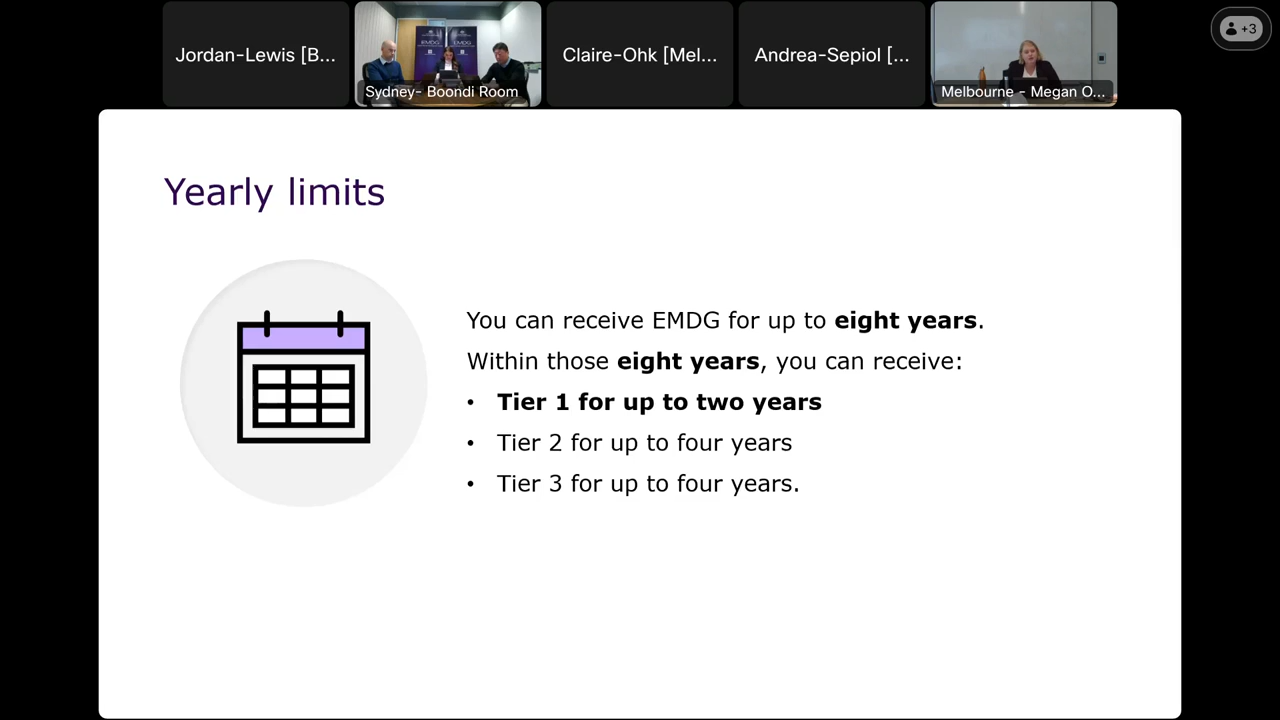 Jordan-Lewis [B...
Sydney- Boondi Room
EMDG
EMDG
Claire-Ohk [Mel...
Andrea-Sepiol [...
Melbourne - Megan O...
+3
Yearly limits
You can receive EMDG for up to eight years.
Within those eight years, you can receive:
• Tier 1 for up to two years
• Tier 2 for up to four years
• Tier 3 for up to four years.